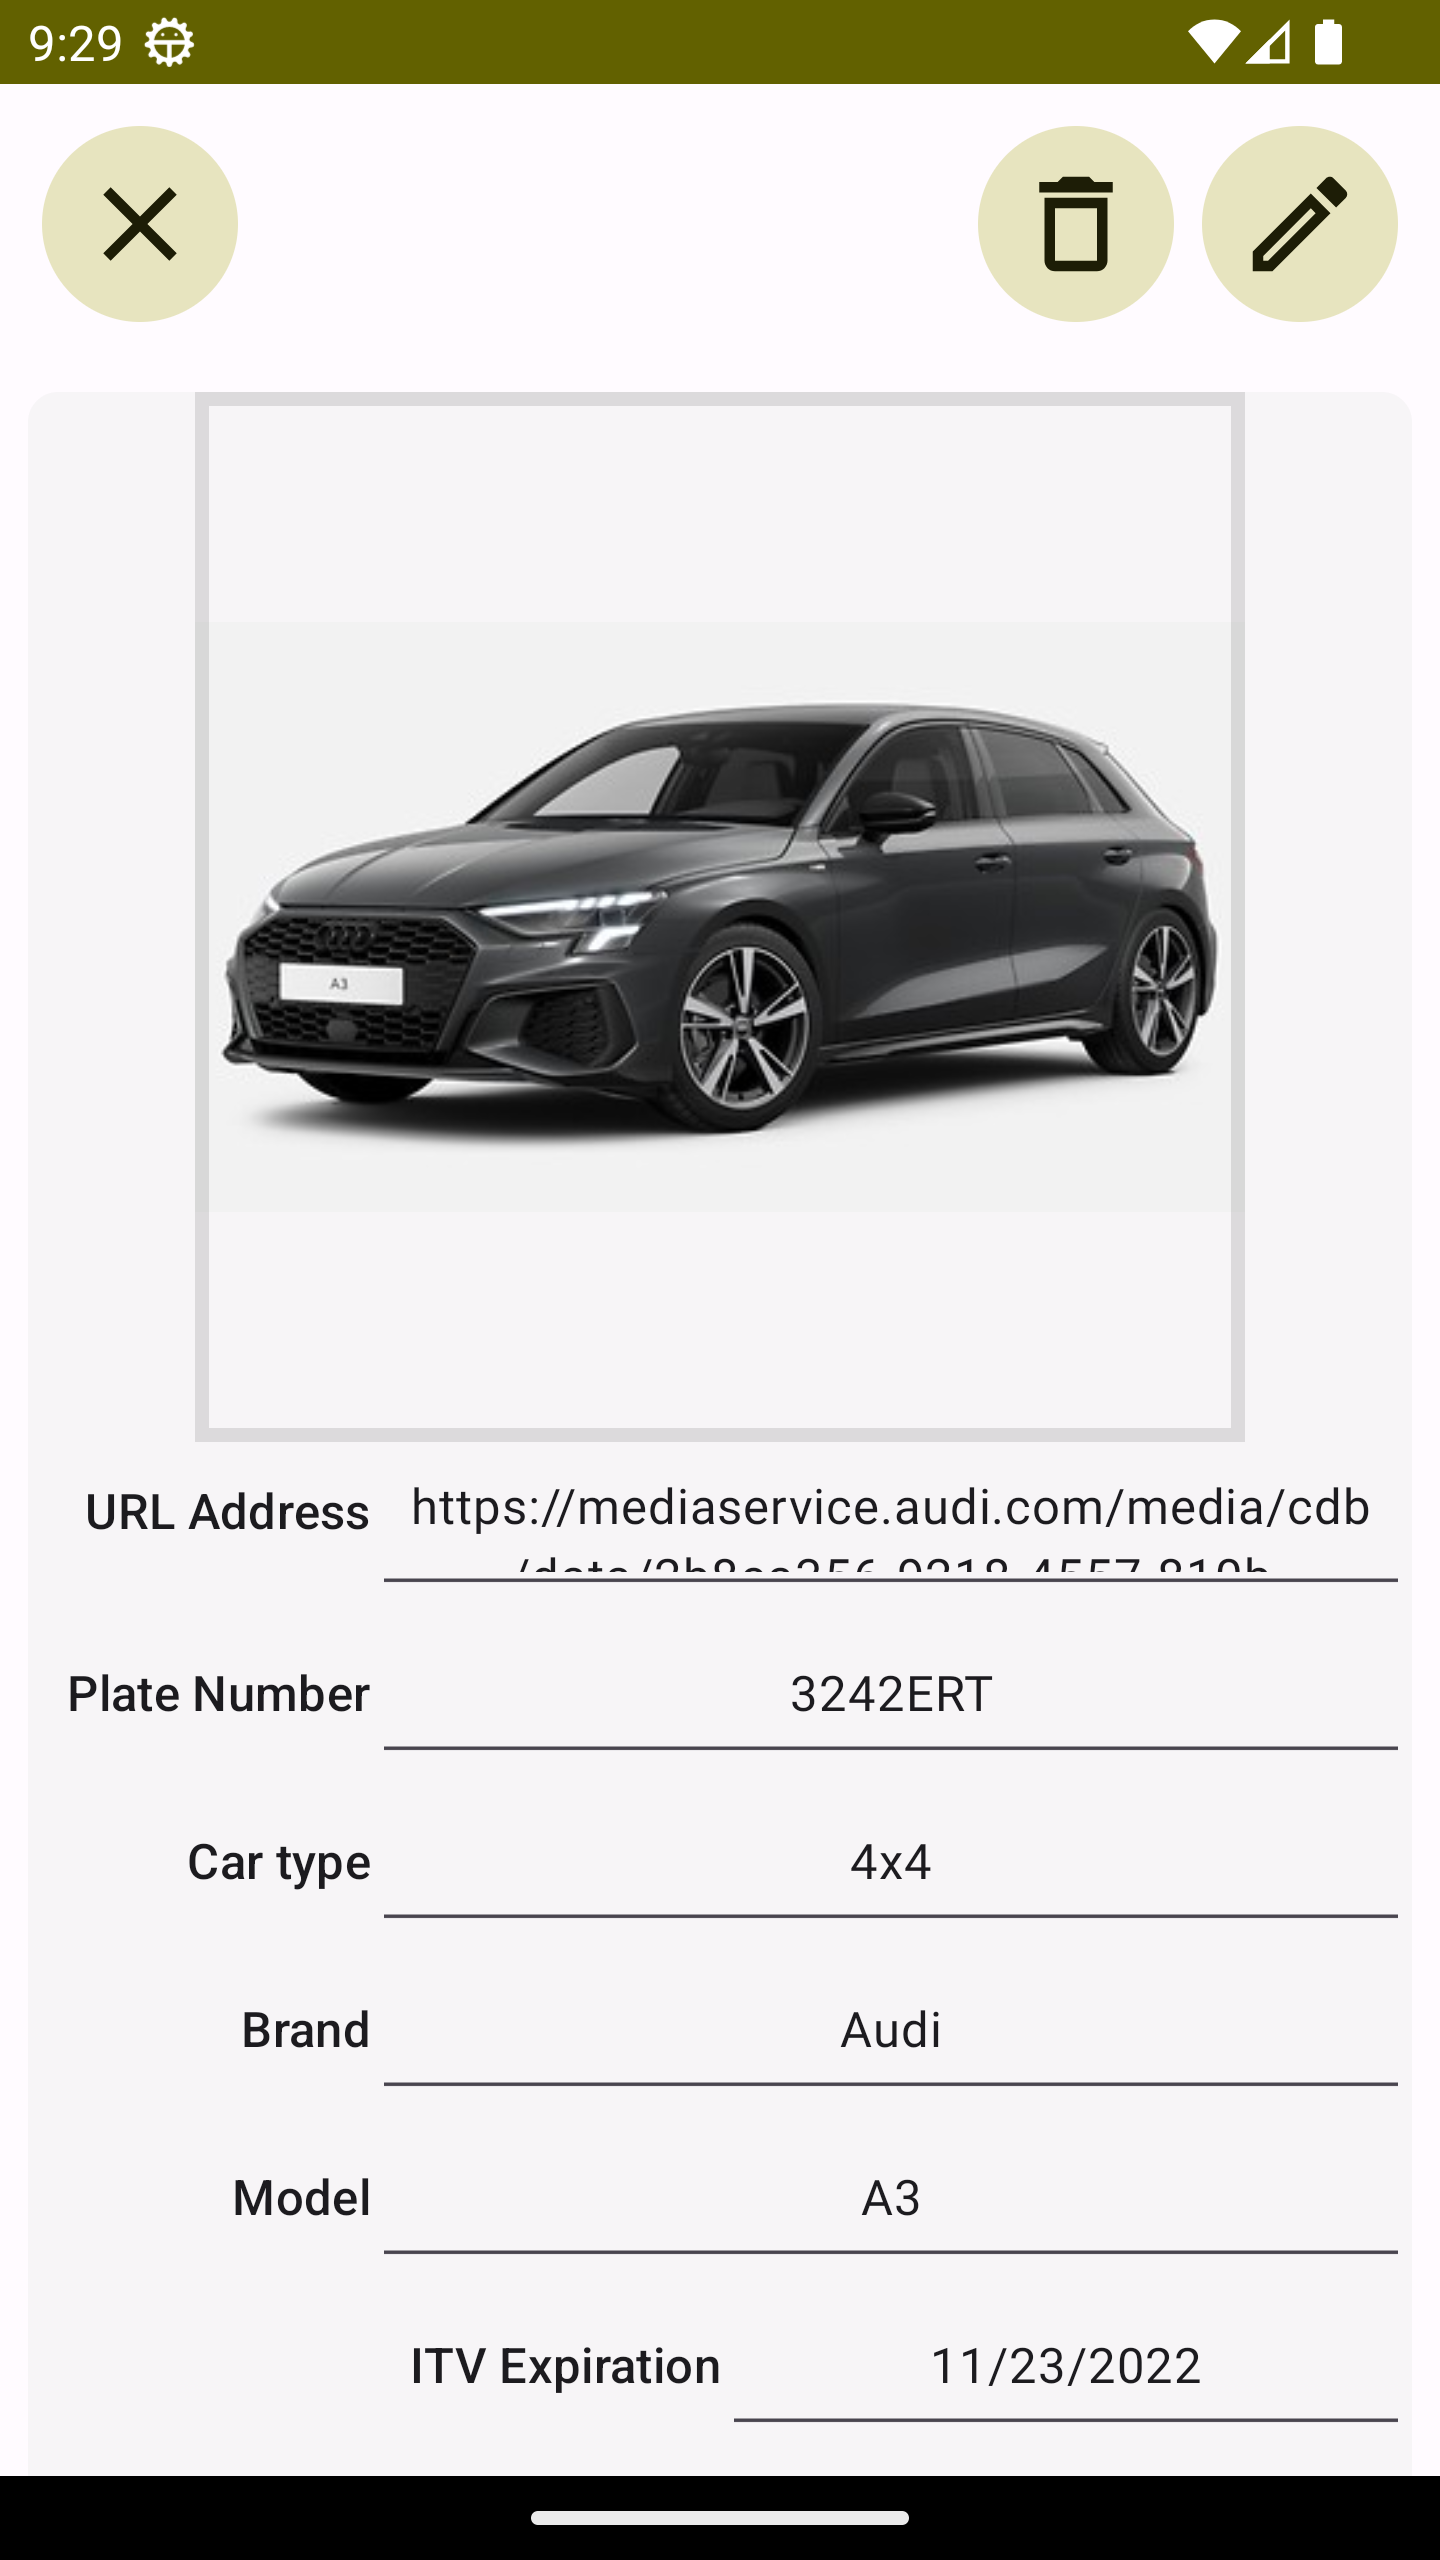 9:29
A3
URL Address
https://mediaservice.audi.com/media/cdb
Plate Number
3242ERT
Car type
4x4
Brand
Audi
Model
A3
ITV Expiration
11/23/2022